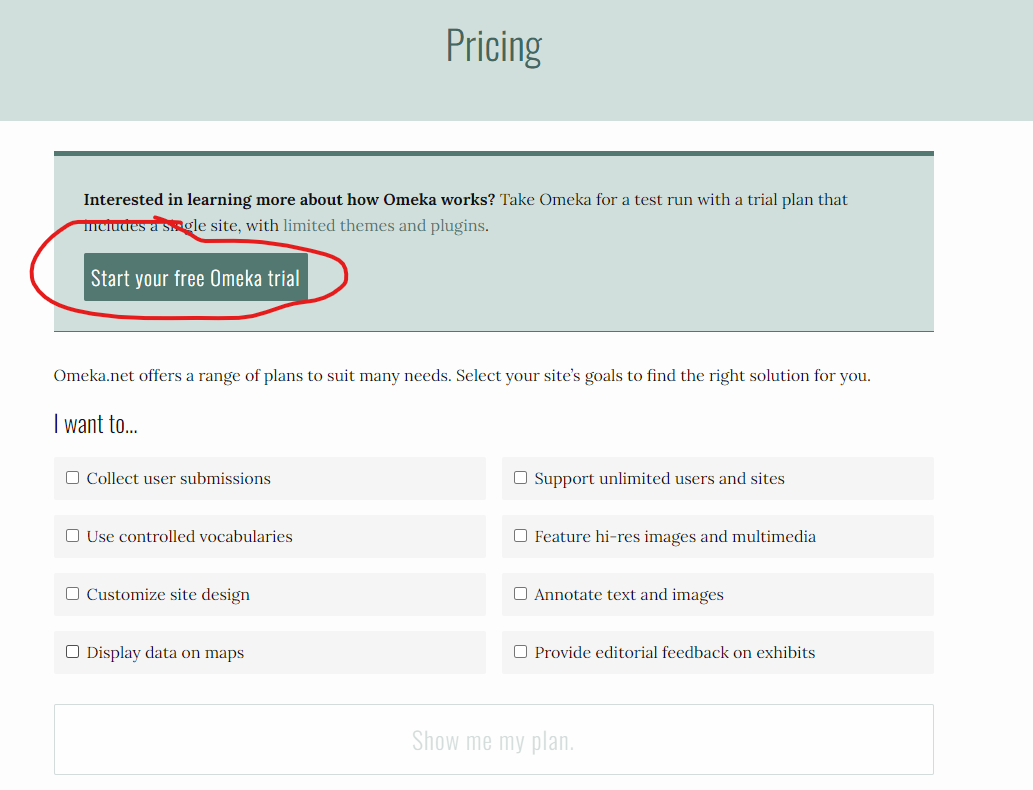 Pricing
Interested in learning more about how Omeka works? Take Omeka for a test run with a trial plan that
includes a single site, with limited themes and plugins.
Start your free Omeka trial
Omeka.net offers a range of plans to suit many needs. Select your site’s goals to find the right solution for you.
I want to...
Collect user submissions
Support unlimited users and sites
Use controlled vocabularies
Feature hi-res images and multimedia
Customize site design
Annotate text and images
Display data on maps
Provide editorial feedback on exhibits
Show me my plan.